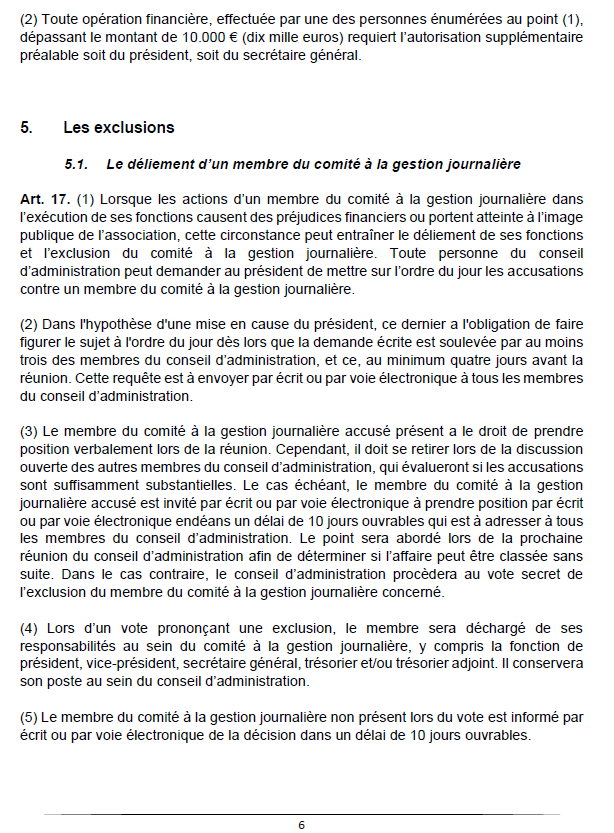 (2) Toute opération financière, effectuée par une des personnes énumérées au point (1),
dépassant le montant de 10.000 € (dix mille euros) requiert l'autorisation supplémentaire
préalable soit du président, soit du secrétaire général.
5. Les exclusions
5.1. Le déliement d'un membre du comité à la gestion journalière
Art. 17. (1) Lorsque les actions d'un membre du comité à la gestion journalière dans
l'exécution de ses fonctions causent des préjudices financiers ou portent atteinte à l'image
publique de l'association, cette circonstance peut entraîner le déliement de ses fonctions
et l'exclusion du comité à la gestion journalière. Toute personne du conseil
d'administration peut demander au président de mettre sur l'ordre du jour les accusations
contre un membre du comité à la gestion journalière.
(2) Dans l'hypothèse d'une mise en cause du président, ce dernier a l'obligation de faire
figurer le sujet à l'ordre du jour dès lors que la demande écrite est soulevée par au moins
trois des membres du conseil d'administration, et ce, au minimum quatre jours avant la
réunion. Cette requête est à envoyer par écrit ou par voie électronique à tous les membres
du conseil d'administration.
(3) Le membre du comité à la gestion journalière accusé présent a le droit de prendre
position verbalement lors de la réunion. Cependant, il doit se retirer lors de la discussion
ouverte des autres membres du conseil d'administration, qui évalueront si les accusations
sont suffisamment substantielles. Le cas échéant, le membre du comité à la gestion
journalière accusé est invité par écrit ou par voie électronique à prendre position par écrit
ou par voie électronique endéans un délai de 10 jours ouvrables qui est à adresser à tous
les membres du conseil d'administration. Le point sera abordé lors de la prochaine
réunion du conseil d'administration afin de déterminer si l'affaire peut être classée sans
suite. Dans le cas contraire, le conseil d'administration procèdera au vote secret de
l'exclusion du membre du comité à la gestion journalière concerné.
(4) Lors d'un vote prononçant une exclusion, le membre sera déchargé de ses
responsabilités au sein du comité à la gestion journalière, y compris la fonction de
président, vice-président, secrétaire général, trésorier et/ou trésorier adjoint. Il conservera
son poste au sein du conseil d'administration.
(5) Le membre du comité à la gestion journalière non présent lors du vote est informé par
écrit ou par voie électronique de la décision dans un délai de 10 jours ouvrables.
6